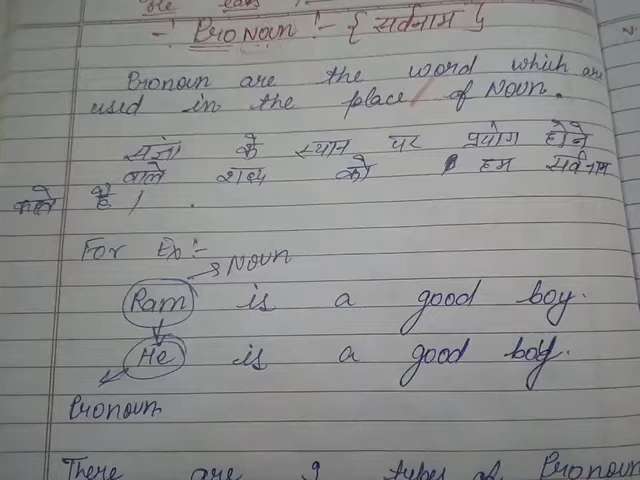 He eats !
-: Pronoun :- { सर्वनाम }
Pronoun are the word which are
used in the place of Noun.
संज्ञा के स्थान पर प्रयोग होने
वाले शब्द को हम सर्वनाम
कहते है ।
For Ex:-
Noun
Ram is a good boy.
He is a good boy.
Pronoun
There are 9 types of Pronoun